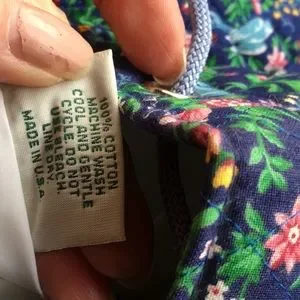 100% COTTON
MACHINE WASH
COOL AND GENTLE
CYCLE DO NOT
USE BLEACH.
LINE DRY.
MADE IN U.S.A.